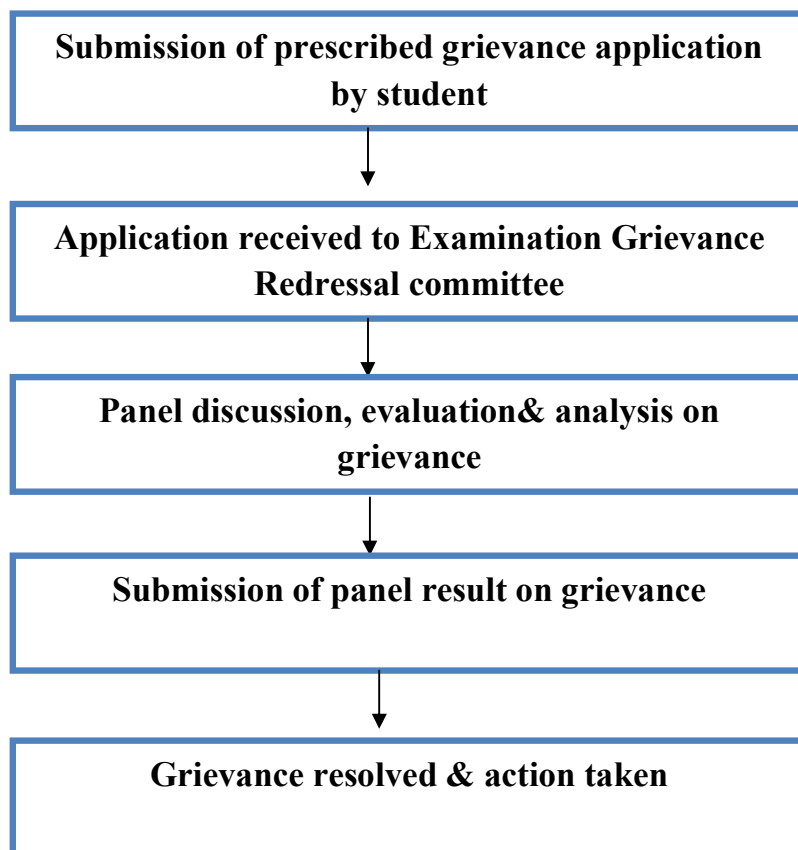 Submission of prescribed grievance application
by student
Application received to Examination Grievance
Redressal committee
Panel discussion, evaluation& analysis on
grievance
Submission of panel result on grievance
Grievance resolved & action taken